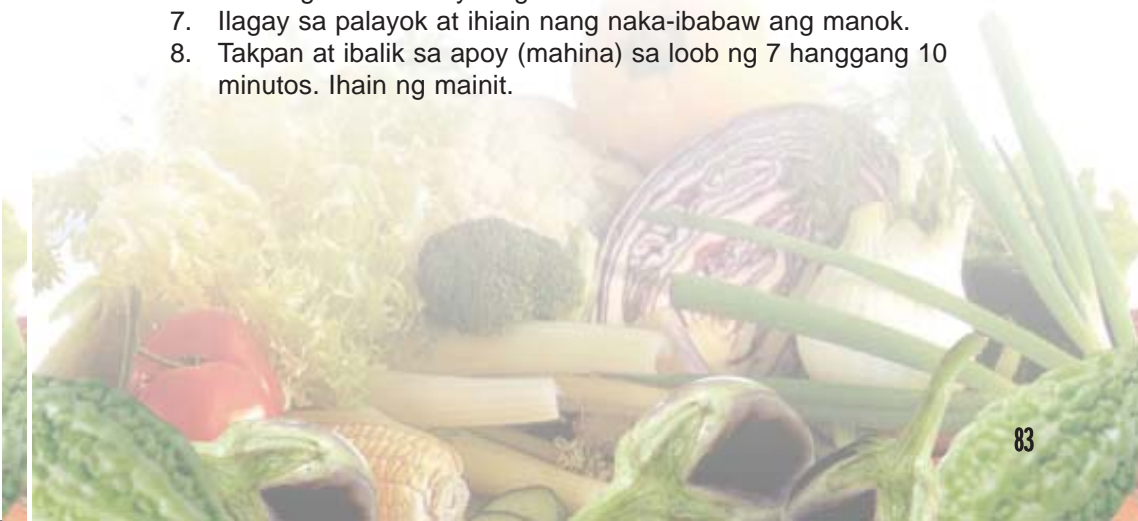 7. Ilagay sa palayok at ihiain nang naka-ibabaw ang manok.
8. Takpan at ibalik sa apoy (mahina) sa loob ng 7 hanggang 10
minutos. Ihain ng mainit.
83